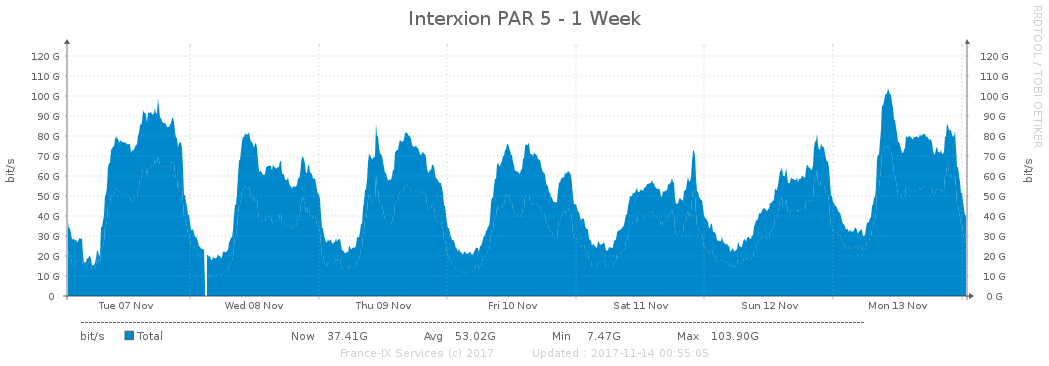 Interxion PAR 5 - 1 Week
RRDTOOL / TOBI OETIKER
bit/s
120 G 120 G
110 G 110 G
100 G 100 G
90 G 90 G
80 G 80 G
70 G 70 G
60 G 60 G
50 G 50 G
40 G 40 G
30 G 30 G
20 G 20 G
10 G 10 G
0 0 G
bit/s
Tue 07 Nov Wed 08 Nov Thu 09 Nov Fri 10 Nov Sat 11 Nov Sun 12 Nov Mon 13 Nov
bit/s Total Now 37.41G Avg 53.02G Min 7.47G Max 103.90G
France-IX Services (c) 2017 Updated : 2017-11-14 00:55:05